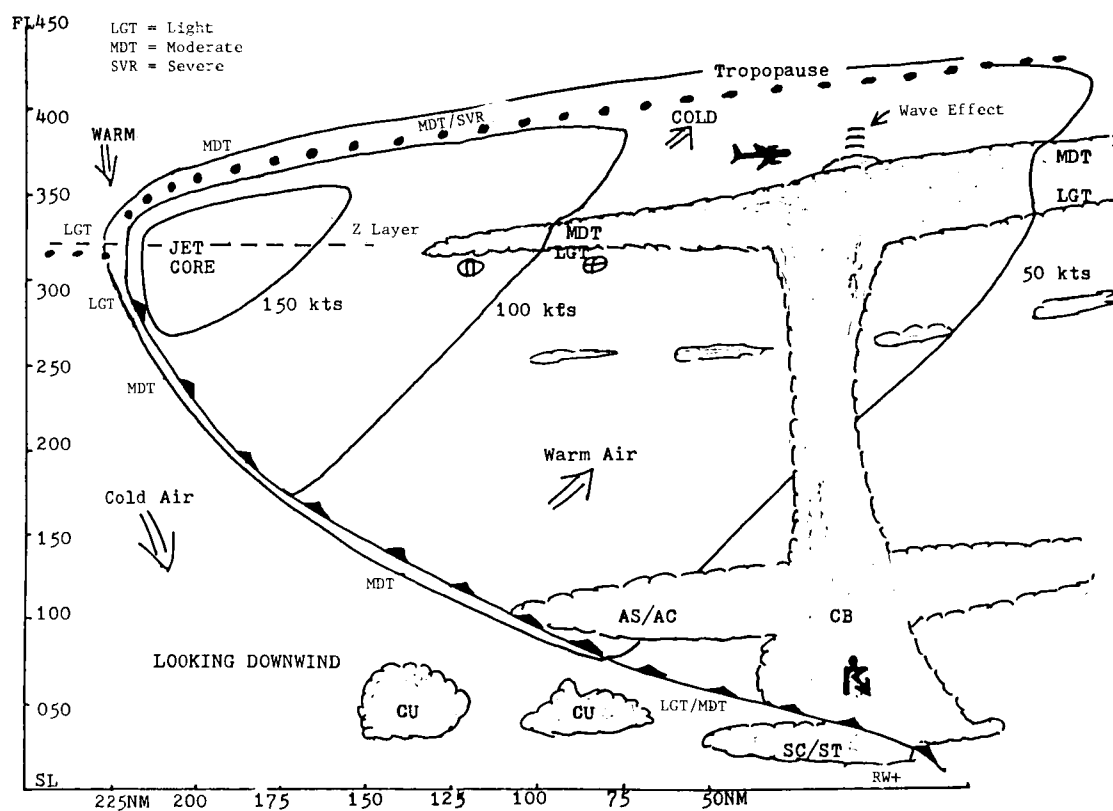 FL450
LGT = Light
MDT = Moderate
SVR = Severe
Tropopause
400
WARM
MDT
MDT/SVR
COLD
Wave Effect
MDT
350
LGT
LGT
Z Layer
JET
CORE
MDT
LGT
300
LGT
150 kts
100 kts
50 kts
250
MDT
200
Warm Air
Cold Air
150
MDT
100
AS/AC
CB
LOOKING DOWNWIND
050
CU
CU
LGT/MDT
SC/ST
SL
RW+
225NM
200
175
150
125
100
75
50NM